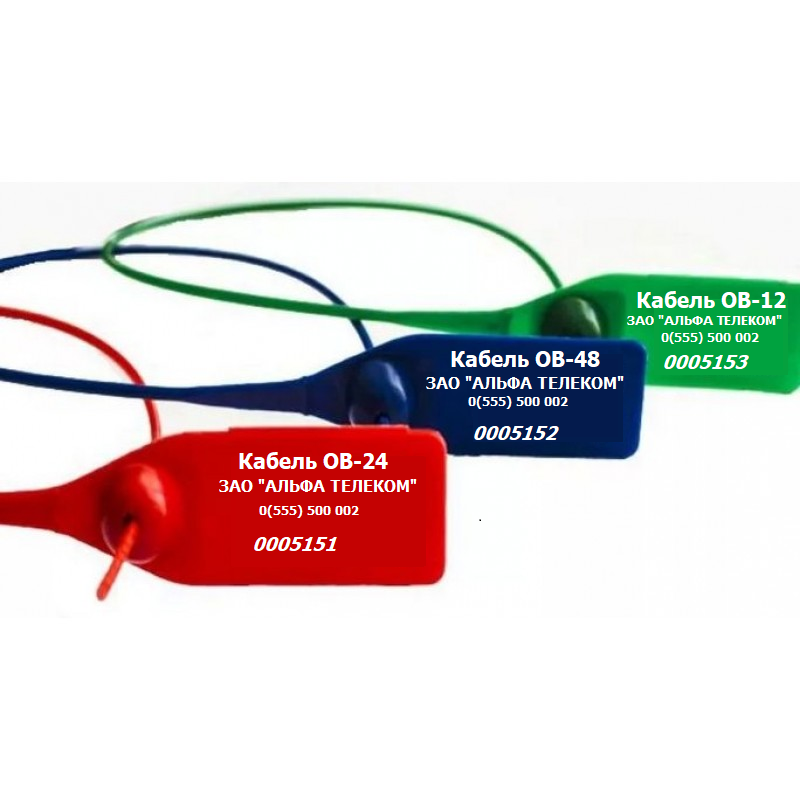 Кабель ОВ-12
ЗАО "АЛЬФА ТЕЛЕКОМ"
0(555) 500 002
0005153
Кабель ОВ-48
ЗАО "АЛЬФА ТЕЛЕКОМ"
0(555) 500 002
0005152
Кабель ОВ-24
ЗАО "АЛЬФА ТЕЛЕКОМ"
0(555) 500 002
0005151